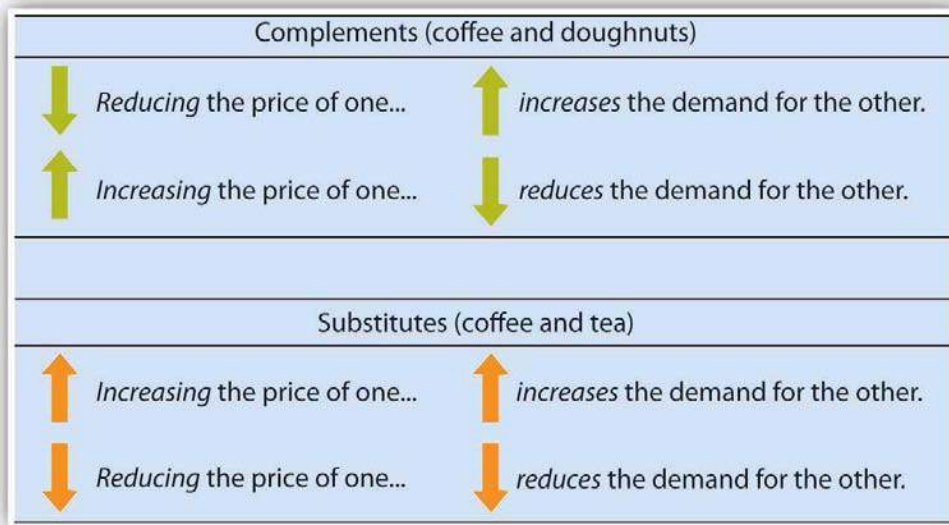 Complements (coffee and doughnuts)
Reducing the price of one... increases the demand for the other.
Increasing the price of one... reduces the demand for the other.
Substitutes (coffee and tea)
Increasing the price of one... increases the demand for the other.
Reducing the price of one... reduces the demand for the other.